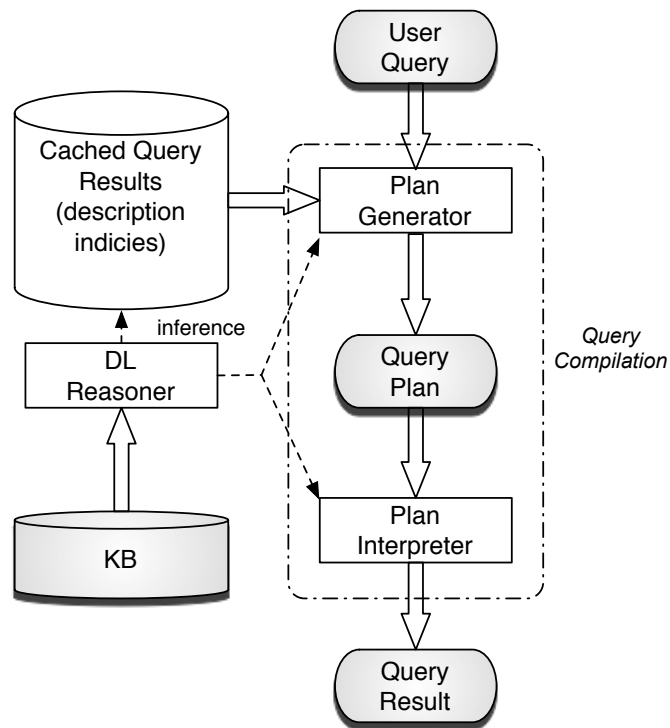 User
Query
Cached Query
Results
(description
indicies)
Plan
Generator
inference
DL
Reasoner
Query
Plan
Query
Compilation
KB
Plan
Interpreter
Query
Result